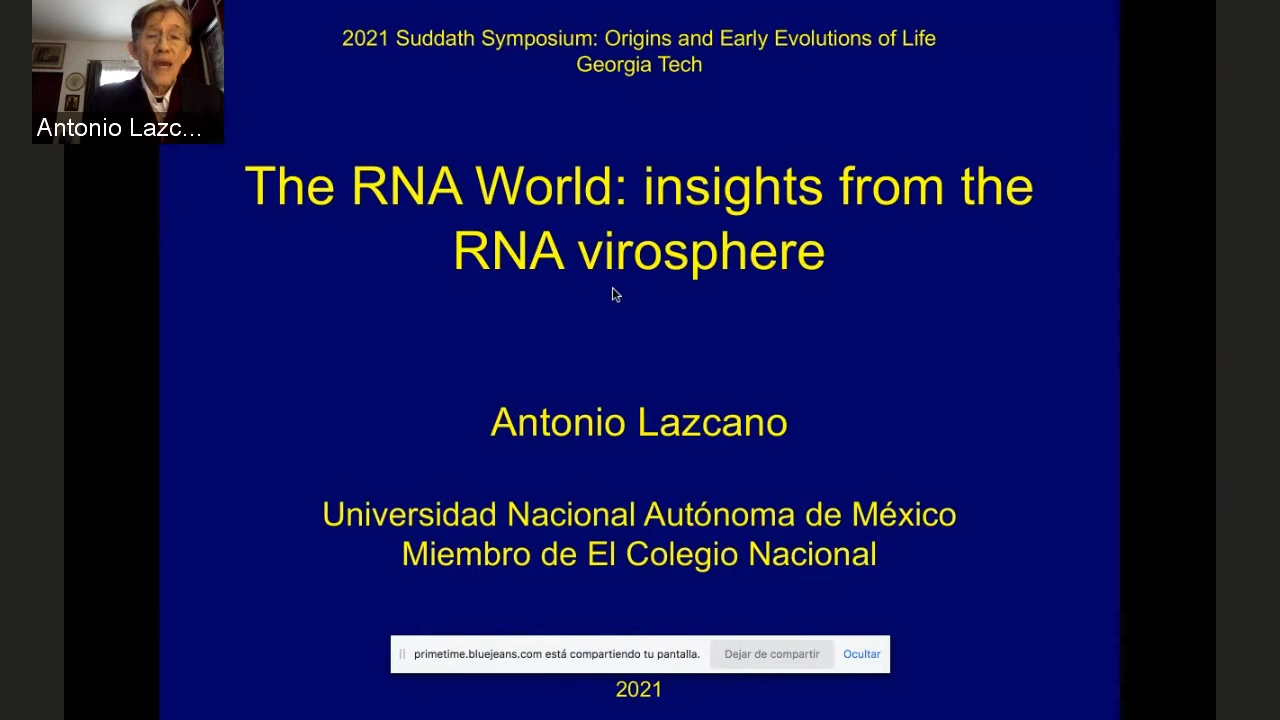 2021 Suddath Symposium: Origins and Early Evolutions of Life
Georgia Tech
Antonio Lazc...
The RNA World: insights from the
RNA virosphere
Antonio Lazcano
Universidad Nacional Autónoma de México
Miembro de El Colegio Nacional
primetime.bluejeans.com está compartiendo tu pantalla. Dejar de compartir Ocultar
2021